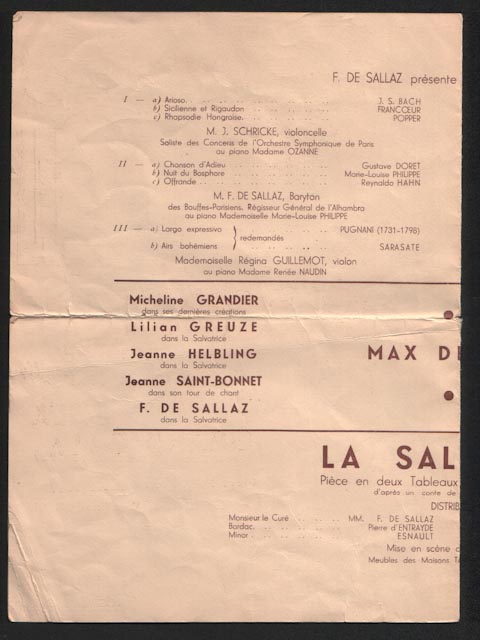 F. DE SALLAZ présente
I — a) Arioso. J. S. BACH
b) Sicilienne et Rigaudon FRANCŒUR
c) Rhapsodie Hongroise. POPPER
M. J. SCHRICKE, violoncelle
Soliste des Concerts de l'Orchestre Symphonique de Paris
au piano Madame OZANNE
II — a) Chanson d'Adieu Gustave DORET
b) Nuit du Bosphore Marie-Louise PHILIPPE
c) Offrande Reynaldo HAHN
M. F. DE SALLAZ, Baryton
des Bouffes-Parisiens, Régisseur Général de l'Alhambra
au piano Mademoiselle Marie-Louise PHILIPPE
III — a) Largo expressivo PUGNANI (1731-1798)
redemandés
b) Airs bohémiens SARASATE
Mademoiselle Régina GUILLEMOT, violon
au piano Madame Renée NAUDIN
Micheline GRANDIER
dans ses dernières créations
Lilian GREUZE
dans la Salvatrice
Jeanne HELBLING
dans la Salvatrice
MAX DE
Jeanne SAINT-BONNET
dans son tour de chant
F. DE SALLAZ
dans la Salvatrice
LA SAL
Pièce en deux Tableaux
d'après un conte de
DISTRIB
Monsieur le Curé MM. F. DE SALLAZ
Bardac. Pierre d'ENTRAYDE
Minor ESNAULT
Mise en scène
Meubles des Maisons